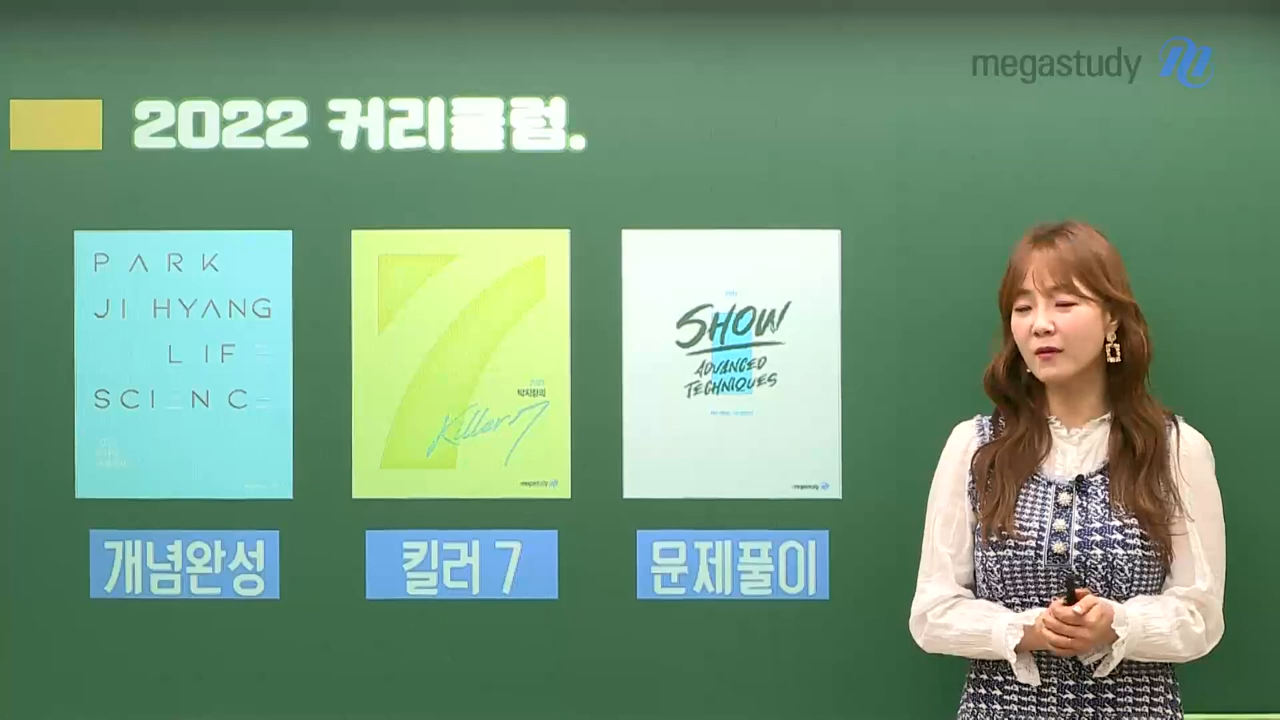 megastudy
2022 커리큘럼.
PARK
JI HYANG
LIF
SCIENC
개념완성
2022
박지향의
Killer 7
megastudy
킬러 7
SHOW
ADVANCED
TECHNIQUES
megastudy
문제풀이